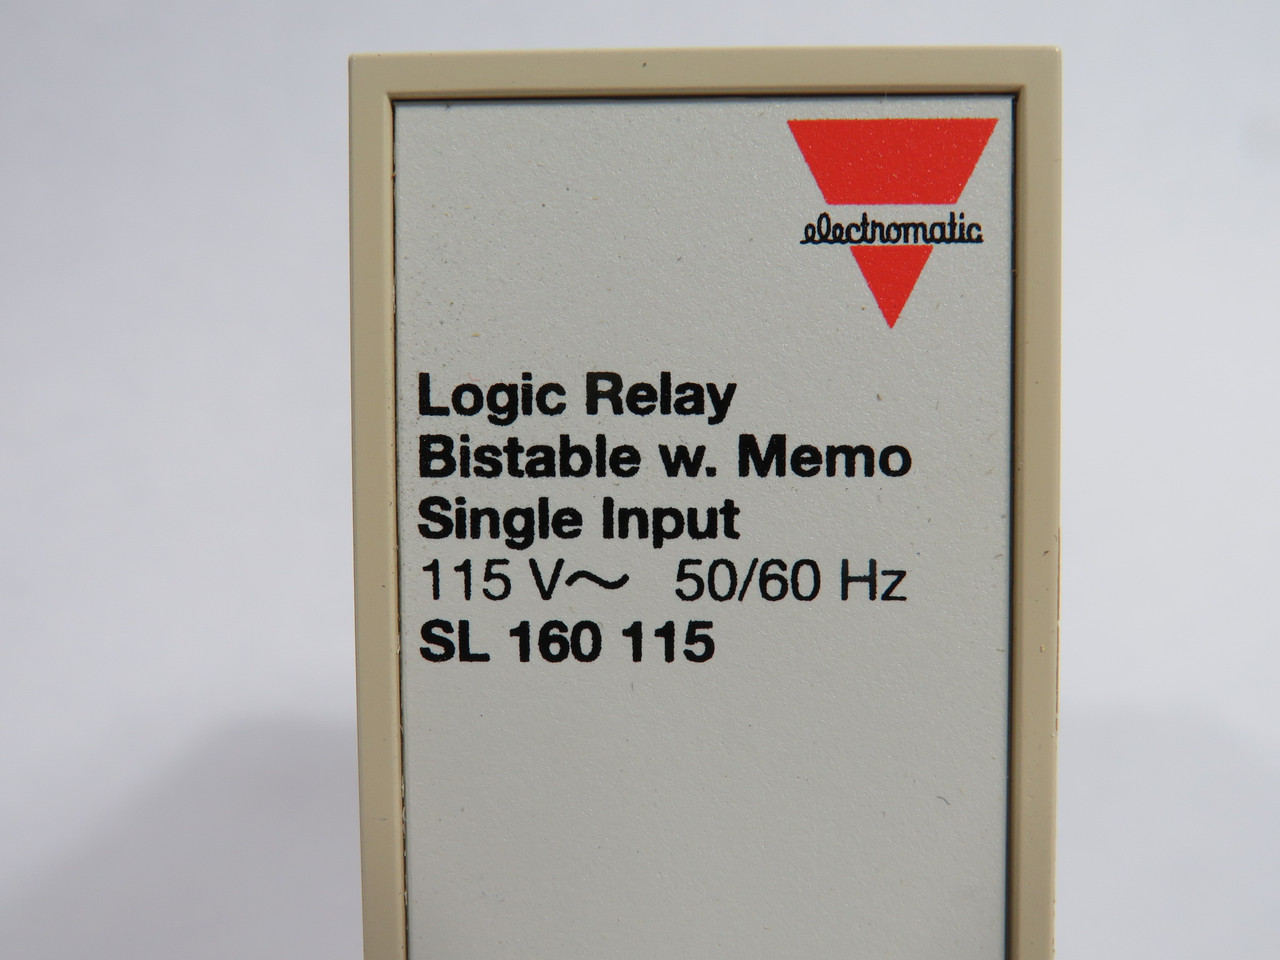 electromatic
Logic Relay
Bistable w. Memo
Single Input
115 V~ 50/60 Hz
SL 160 115